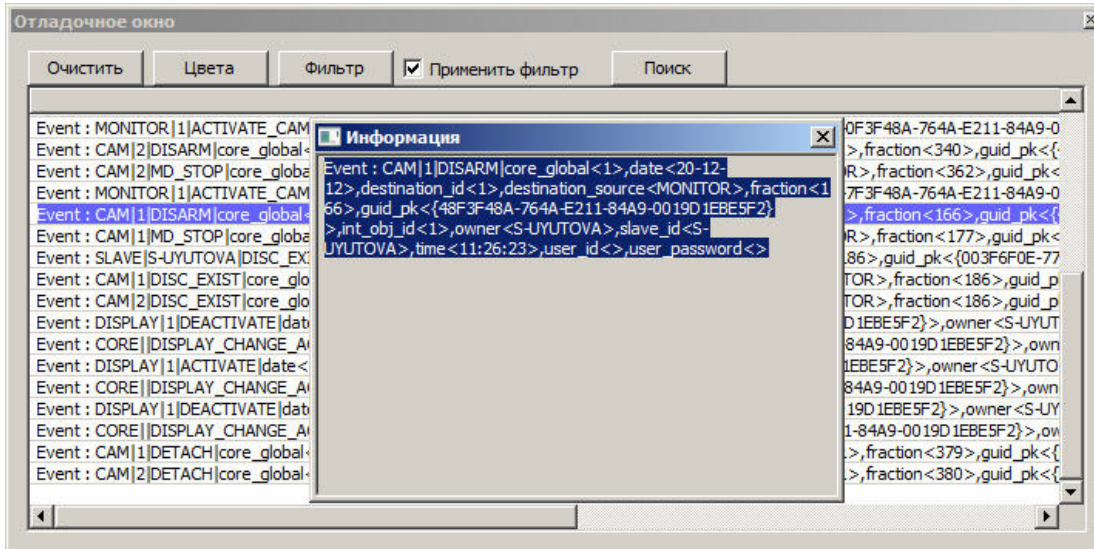 Отладочное окно
Очистить Цвета Фильтр Применить фильтр Поиск
Event : MONITOR|1|ACTIVATE_CAM 0F3F48A-764A-E211-84A9-0
Event : CAM|2|DISARM|core_global< >,fraction<340>,guid_pk<{
Event : CAM|2|MD_STOP|core_globa R>,fraction<362>,guid_pk<
Event : MONITOR|1|ACTIVATE_CAM 7F3F48A-764A-E211-84A9-0
Event : CAM|1|DISARM|core_global< >,fraction<166>,guid_pk<{
Event : CAM|1|MD_STOP|core_globa R>,fraction<177>,guid_pk<
Event : SLAVE|S-UYUTOVA|DISC_EX 86>,guid_pk<{003F6F0E-77
Event : CAM|1|DISC_EXIST|core_glo TOR>,fraction<186>,guid_p
Event : CAM|2|DISC_EXIST|core_glo TOR>,fraction<186>,guid_p
Event : DISPLAY|1|DEACTIVATE|dat D1EBE5F2}>,owner<S-UYUT
Event : CORE||DISPLAY_CHANGE_A 84A9-0019D1EBE5F2}>,own
Event : DISPLAY|1|ACTIVATE|date< 1EBE5F2}>,owner<S-UYUTO
Event : CORE||DISPLAY_CHANGE_A 84A9-0019D1EBE5F2}>,own
Event : DISPLAY|1|DEACTIVATE|dat 19D1EBE5F2}>,owner<S-UY
Event : CORE||DISPLAY_CHANGE_A 1-84A9-0019D1EBE5F2}>,ow
Event : CAM|1|DETACH|core_global< >,fraction<379>,guid_pk<{
Event : CAM|2|DETACH|core_global< >,fraction<380>,guid_pk<{
Информация
Event : CAM|1|DISARM|core_global<1>,date<20-12-
12>,destination_id<1>,destination_source<MONITOR>,fraction<1
66>,guid_pk<{48F3F48A-764A-E211-84A9-0019D1EBE5F2}
>,int_obj_id<1>,owner<S-UYUTOVA>,slave_id<S-
UYUTOVA>,time<11:26:23>,user_id<>,user_password<>